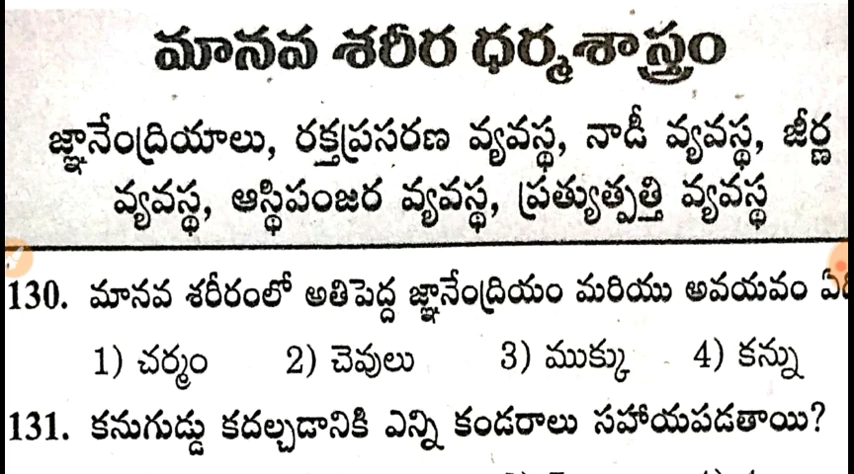 మానవ శరీర ధర్మశాస్త్రం
జ్ఞానేంద్రియాలు, రక్తప్రసరణ వ్యవస్థ, నాడీ వ్యవస్థ, జీర్ణ
వ్యవస్థ, ఆస్థిపంజర వ్యవస్థ, ప్రత్యుత్పత్తి వ్యవస్థ
130. మానవ శరీరంలో అతిపెద్ద జ్ఞానేంద్రియం మరియు అవయవం
1) చర్మం 2) చెవులు 3) ముక్కు 4) కన్ను
131. కనుగుడ్డు కదల్చడానికి ఎన్ని కండరాలు సహాయపడతాయి?